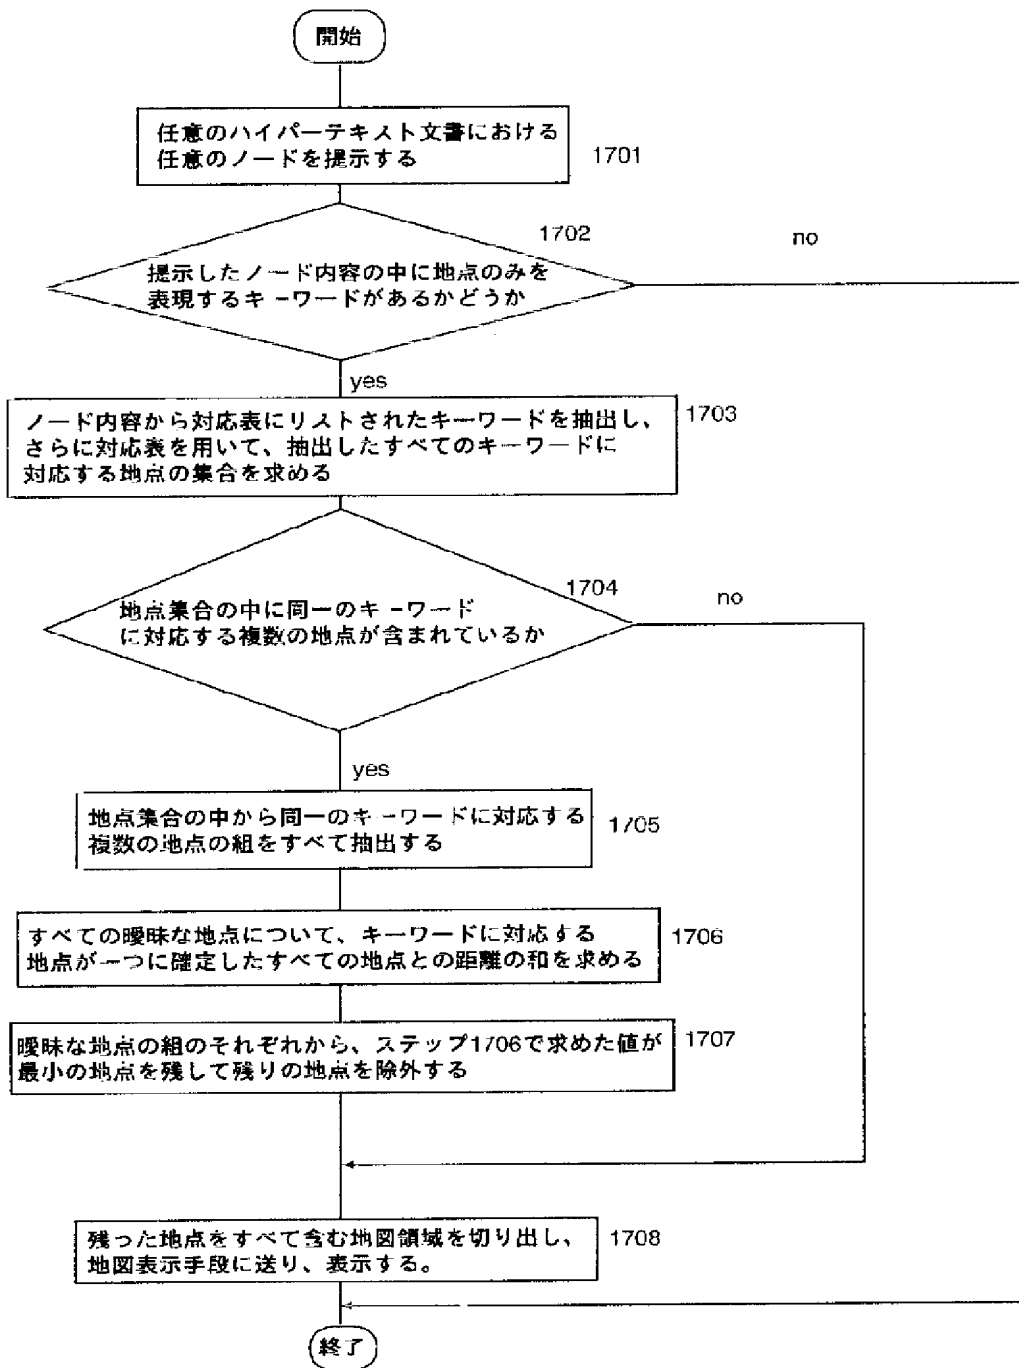 開始
任意のハイパーテキスト文書における
任意のノードを提示する
1701
1702
no
提示したノード内容の中に地点のみを
表現するキーワードがあるかどうか
yes
ノード内容から対応表にリストされたキーワードを抽出し、
さらに対応表を用いて、抽出したすべてのキーワードに
対応する地点の集合を求める
1703
1704
no
地点集合の中に同一のキーワード
に対応する複数の地点が含まれているか
yes
地点集合の中から同一のキーワードに対応する
複数の地点の組をすべて抽出する
1705
すべての曖昧な地点について、キーワードに対応する
地点が一つに確定したすべての地点との距離の和を求める
1706
曖昧な地点の組のそれぞれから、ステップ1706で求めた値が
最小の地点を残して残りの地点を除外する
1707
残った地点をすべて含む地図領域を切り出し、
地図表示手段に送り、表示する。
1708
終了